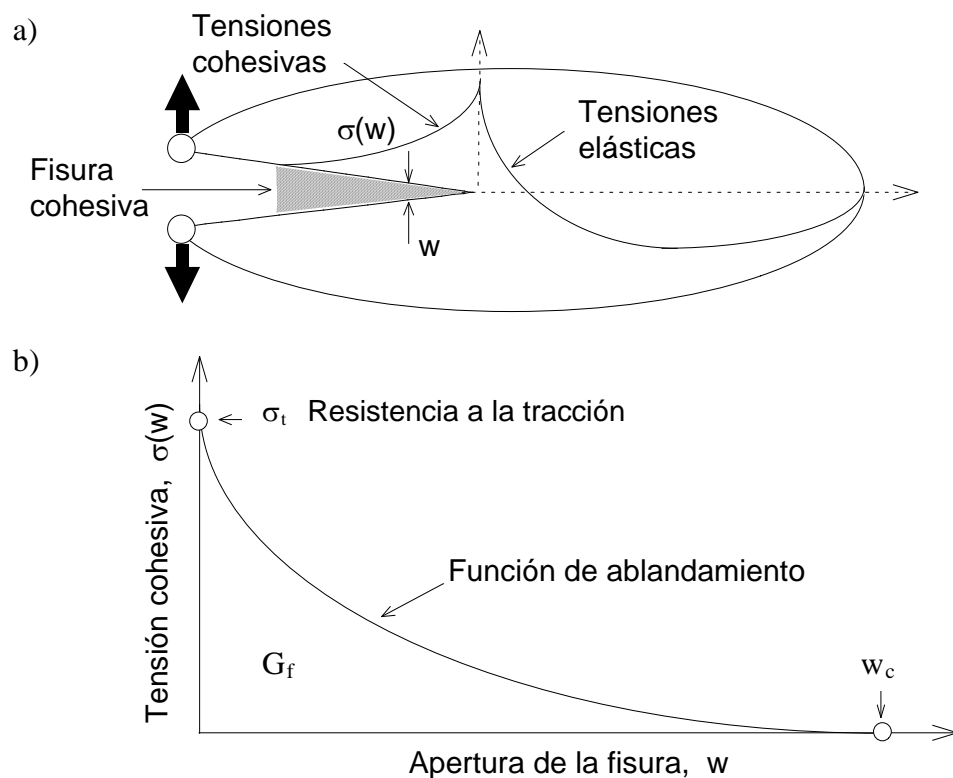 a)
Tensiones
cohesivas
σ(w)
Tensiones
elásticas
Fisura
cohesiva
w
b)
Tensión cohesiva, σ(w)
σt Resistencia a la tracción
Función de ablandamiento
Gf
wc
Apertura de la fisura, w